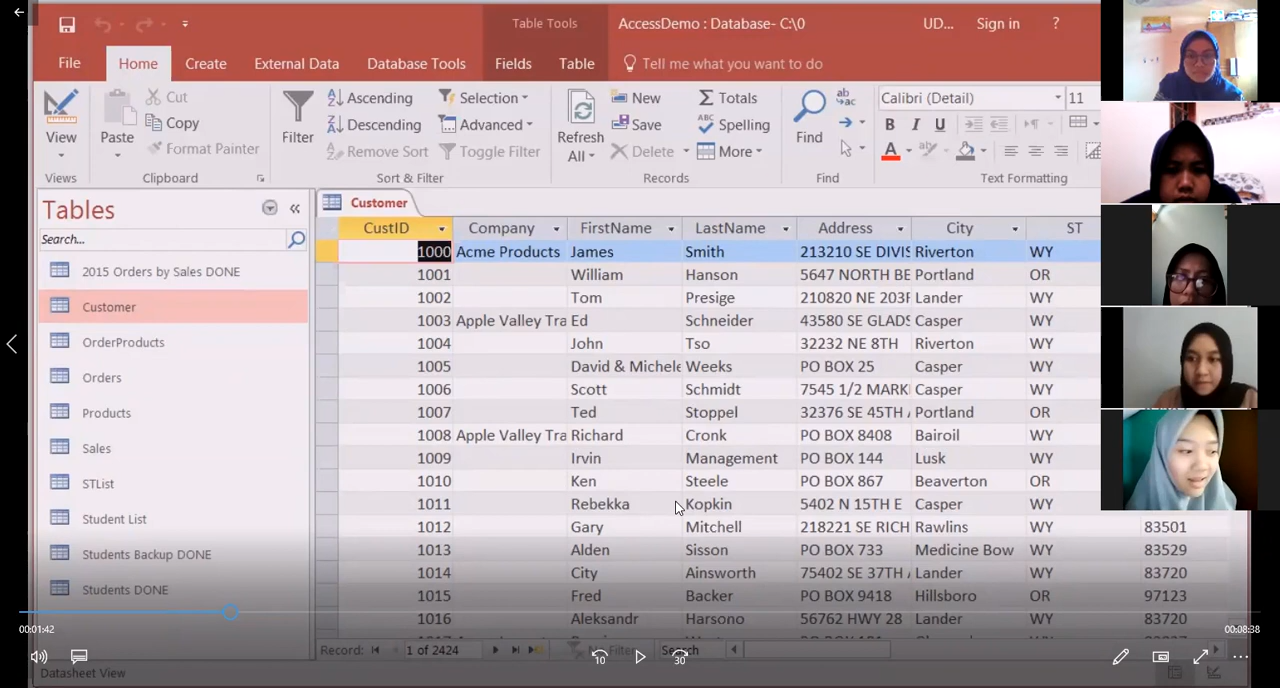 Table Tools
AccessDemo : Database- C:\0
UD...
Sign in
?
File
Home
Create
External Data
Database Tools
Fields
Table
Tell me what you want to do
View
Paste
Cut
Copy
Format Painter
Filter
Ascending
Descending
Remove Sort
Selection
Advanced
Toggle Filter
Refresh
All
New
Save
Delete
Totals
Spelling
More
Find
Calibri (Detail)
11
B I U
A
Views
Clipboard
Sort & Filter
Records
Find
Text Formatting
Tables
Search...
2015 Orders by Sales DONE
Customer
OrderProducts
Orders
Products
Sales
STList
Student List
Students Backup DONE
Students DONE
Customer
CustID Company FirstName LastName Address City ST
1000 Acme Products James Smith 213210 SE DIVIS Riverton WY
1001 William Hanson 5647 NORTH BE Portland OR
1002 Tom Presige 210820 NE 203F Lander WY
1003 Apple Valley Tra Ed Schneider 43580 SE GLADS Casper WY
1004 John Tso 32232 NE 8TH Riverton WY
1005 David & Michele Weeks PO BOX 25 Casper WY
1006 Scott Schmidt 7545 1/2 MARK Casper WY
1007 Ted Stoppel 32376 SE 45TH Portland OR
1008 Apple Valley Tra Richard Cronk PO BOX 8408 Bairoil WY
1009 Irvin Management PO BOX 144 Lusk WY
1010 Ken Steele PO BOX 867 Beaverton OR
1011 Rebekka Kopkin 5402 N 15TH E Casper WY
1012 Gary Mitchell 218221 SE RICH Rawlins WY 83501
1013 Alden Sisson PO BOX 733 Medicine Bow WY 83529
1014 City Ainsworth 75402 SE 37TH Lander WY 83720
1015 Fred Backer PO BOX 9418 Hillsboro OR 97123
1016 Aleksandr Harsono 56762 HWY 28 Lander WY 83720
00:01:42
00:08:38
Record: 1 of 2424
Search
10
30
Datasheet View